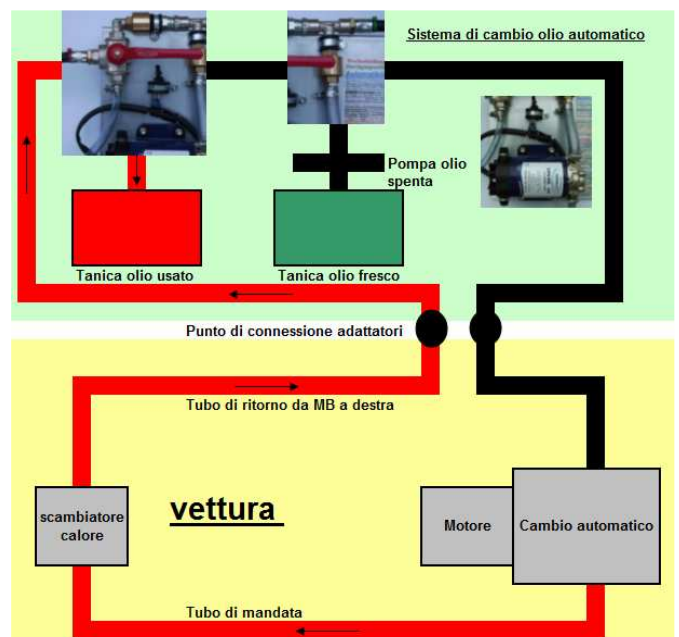 Sistema di cambio olio automatico
Pompa olio
spenta
Tanica olio usato
Tanica olio fresco
Punto di connessione adattatori
Tubo di ritorno da MB a destra
scambiatore
calore
vettura
Motore
Cambio automatico
Tubo di mandata